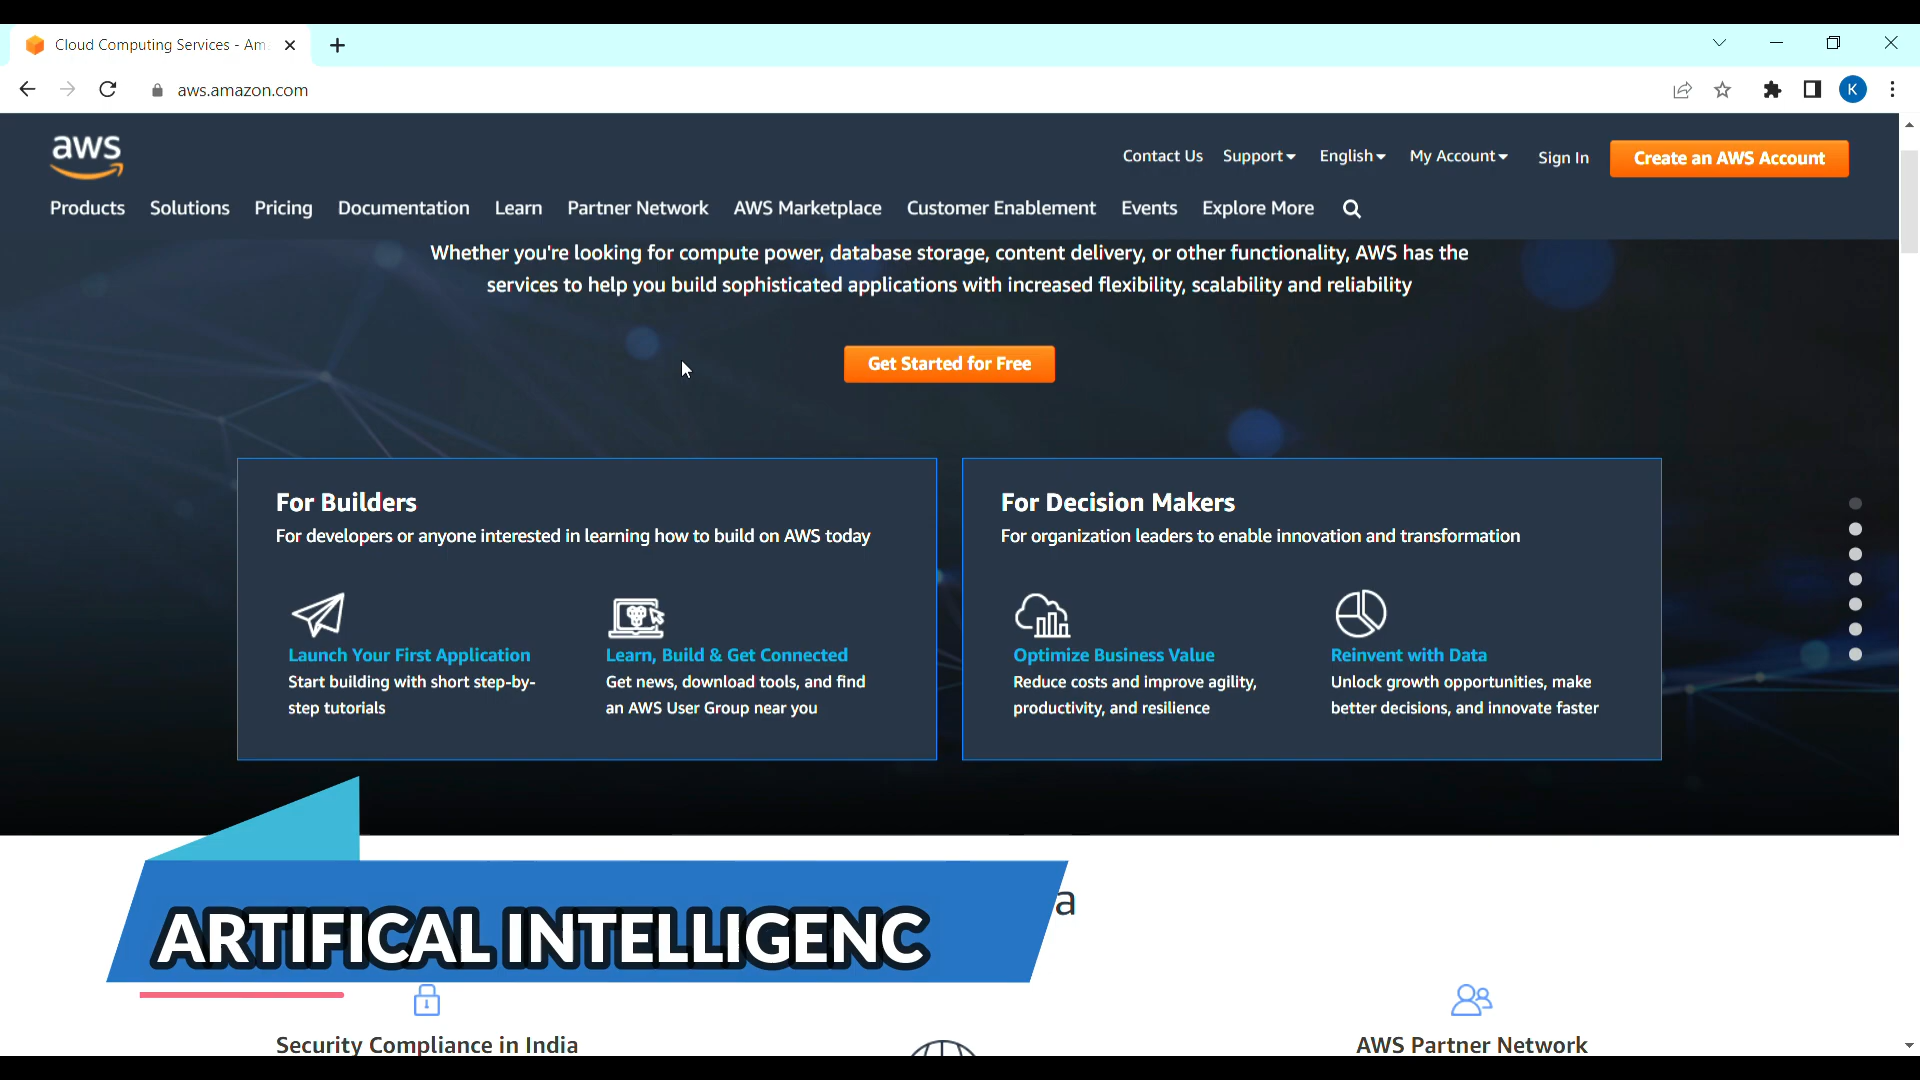 Cloud Computing Services - Am
aws.amazon.com
K
aws
Contact Us Support English My Account Sign In Create an AWS Account
Products Solutions Pricing Documentation Learn Partner Network AWS Marketplace Customer Enablement Events Explore More
Whether you're looking for compute power, database storage, content delivery, or other functionality, AWS has the
services to help you build sophisticated applications with increased flexibility, scalability and reliability
Get Started for Free
For Builders
For developers or anyone interested in learning how to build on AWS today
Launch Your First Application
Start building with short step-by-
step tutorials
Learn, Build & Get Connected
Get news, download tools, and find
an AWS User Group near you
For Decision Makers
For organization leaders to enable innovation and transformation
Optimize Business Value
Reduce costs and improve agility,
productivity, and resilience
Reinvent with Data
Unlock growth opportunities, make
better decisions, and innovate faster
a
ARTIFICAL INTELLIGENC
Security Compliance in India
AWS Partner Network